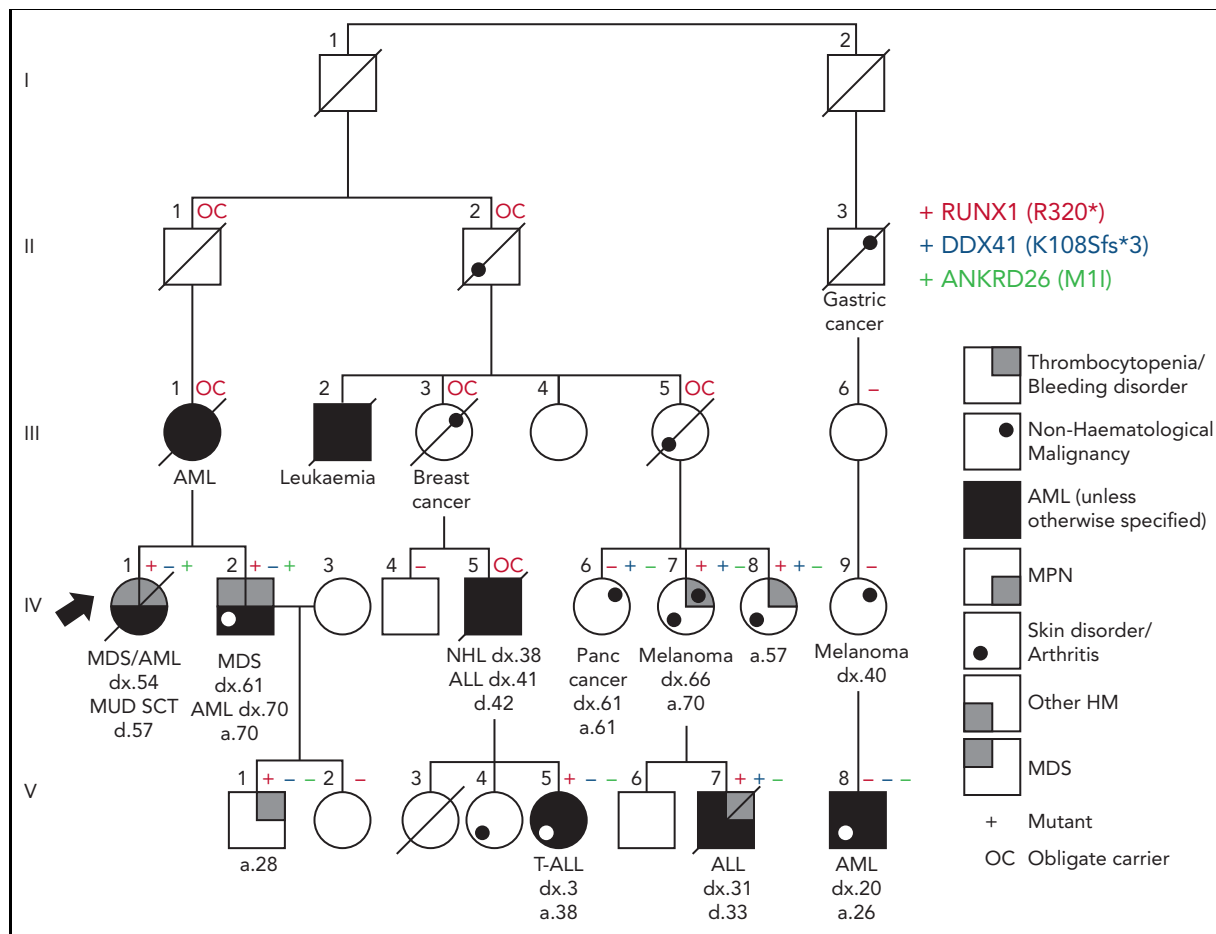 1 2
I
1 OC 2 OC 3
+ RUNX1 (R320*)
+ DDX41 (K108Sfs*3)
+ ANKRD26 (M1I)
II
Gastric
cancer
1 OC 2 3 OC 4 5 OC 6 –
III
AML
Leukaemia
Breast
cancer
1 + – + 2 + – + 3 4 – 5 OC 6 – + – 7 + + – 8 + + – 9 –
IV
MDS/AML
dx.54
MUD SCT
d.57
MDS
dx.61
AML dx.70
a.70
NHL dx.38
ALL dx.41
d.42
Panc
cancer
dx.61
a.61
Melanoma
dx.66
a.70
a.57
Melanoma
dx.40
1 + – – 2 – 3 4 5 + – – 6 7 + + – 8 – – –
V
a.28
T-ALL
dx.3
a.38
ALL
dx.31
d.33
AML
dx.20
a.26
Thrombocytopenia/
Bleeding disorder
Non-Haematological
Malignancy
AML (unless
otherwise specified)
MPN
Skin disorder/
Arthritis
Other HM
MDS
+ Mutant
OC Obligate carrier